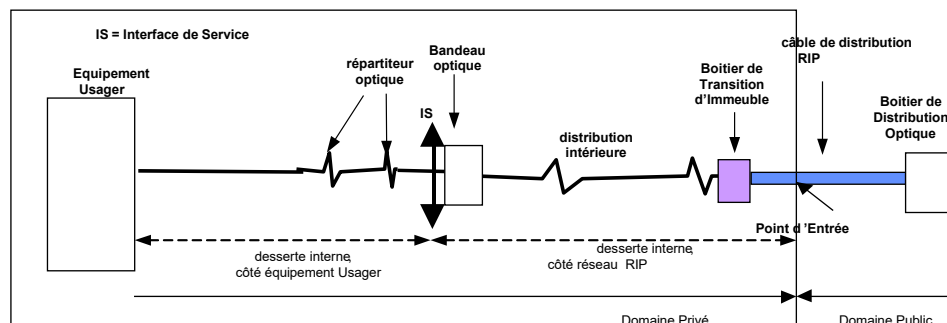 IS = Interface de Service
Equipement
Usager
répartiteur
optique
Bandeau
optique
IS
distribution
intérieure
Boitier de
Transition
d'Immeuble
câble de distribution
RIP
Boitier de
Distribution
Optique
Point d 'Entrée
desserte interne,
côté équipement Usager
desserte interne,
côté réseau RIP
Domaine Privé
Domaine Public